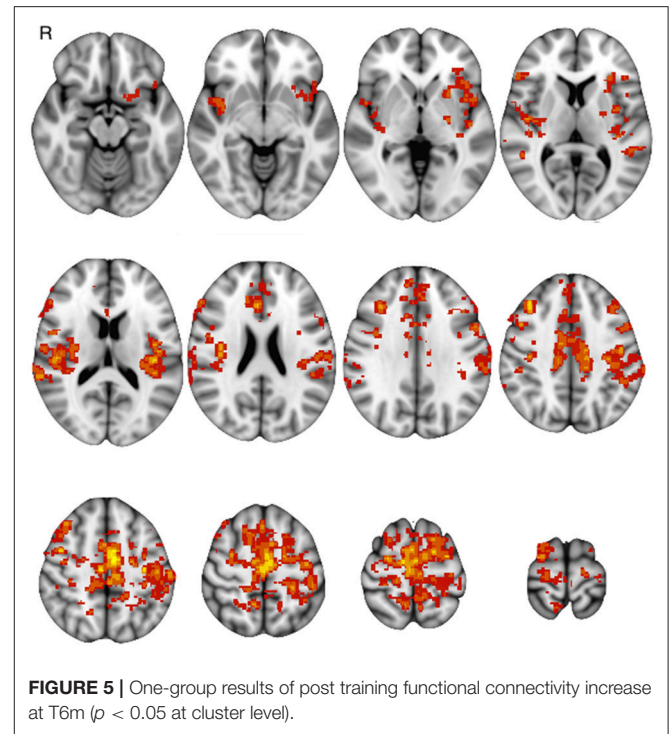 R
FIGURE 5 | One-group results of post training functional connectivity increase
at T6m (p < 0.05 at cluster level).